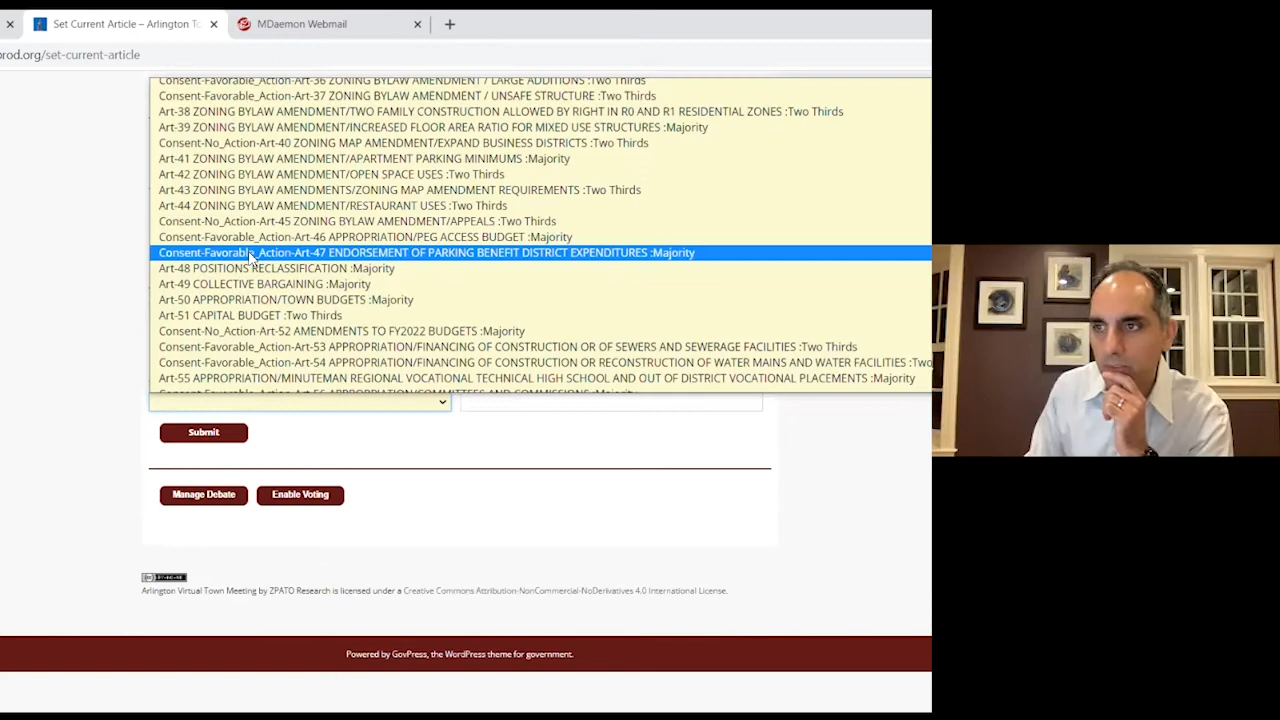 Set Current Article – Arlington To
MDaemon Webmail
prod.org/set-current-article
Consent-Favorable_Action-Art-36 ZONING BYLAW AMENDMENT / LARGE ADDITIONS :Two Thirds
Consent-Favorable_Action-Art-37 ZONING BYLAW AMENDMENT / UNSAFE STRUCTURE :Two Thirds
Art-38 ZONING BYLAW AMENDMENT/TWO FAMILY CONSTRUCTION ALLOWED BY RIGHT IN R0 AND R1 RESIDENTIAL ZONES :Two Thirds
Art-39 ZONING BYLAW AMENDMENT/INCREASED FLOOR AREA RATIO FOR MIXED USE STRUCTURES :Majority
Consent-No_Action-Art-40 ZONING MAP AMENDMENT/EXPAND BUSINESS DISTRICTS :Two Thirds
Art-41 ZONING BYLAW AMENDMENT/APARTMENT PARKING MINIMUMS :Majority
Art-42 ZONING BYLAW AMENDMENT/OPEN SPACE USES :Two Thirds
Art-43 ZONING BYLAW AMENDMENTS/ZONING MAP AMENDMENT REQUIREMENTS :Two Thirds
Art-44 ZONING BYLAW AMENDMENT/RESTAURANT USES :Two Thirds
Consent-No_Action-Art-45 ZONING BYLAW AMENDMENT/APPEALS :Two Thirds
Consent-Favorable_Action-Art-46 APPROPRIATION/PEG ACCESS BUDGET :Majority
Consent-Favorable_Action-Art-47 ENDORSEMENT OF PARKING BENEFIT DISTRICT EXPENDITURES :Majority
Art-48 POSITIONS RECLASSIFICATION :Majority
Art-49 COLLECTIVE BARGAINING :Majority
Art-50 APPROPRIATION/TOWN BUDGETS :Majority
Art-51 CAPITAL BUDGET :Two Thirds
Consent-No_Action-Art-52 AMENDMENTS TO FY2022 BUDGETS :Majority
Consent-Favorable_Action-Art-53 APPROPRIATION/FINANCING OF CONSTRUCTION OR OF SEWERS AND SEWERAGE FACILITIES :Two Thirds
Consent-Favorable_Action-Art-54 APPROPRIATION/FINANCING OF CONSTRUCTION OR RECONSTRUCTION OF WATER MAINS AND WATER FACILITIES :Two
Art-55 APPROPRIATION/MINUTEMAN REGIONAL VOCATIONAL TECHNICAL HIGH SCHOOL AND OUT OF DISTRICT VOCATIONAL PLACEMENTS :Majority
Consent-Favorable_Action-Art-56 APPROPRIATION/COMMITTEES AND COMMISSIONS :Majority
Submit
Manage Debate Enable Voting
Arlington Virtual Town Meeting by ZPATO Research is licensed under a Creative Commons Attribution-NonCommercial-NoDerivatives 4.0 International License.
Powered by GovPress, the WordPress theme for government.